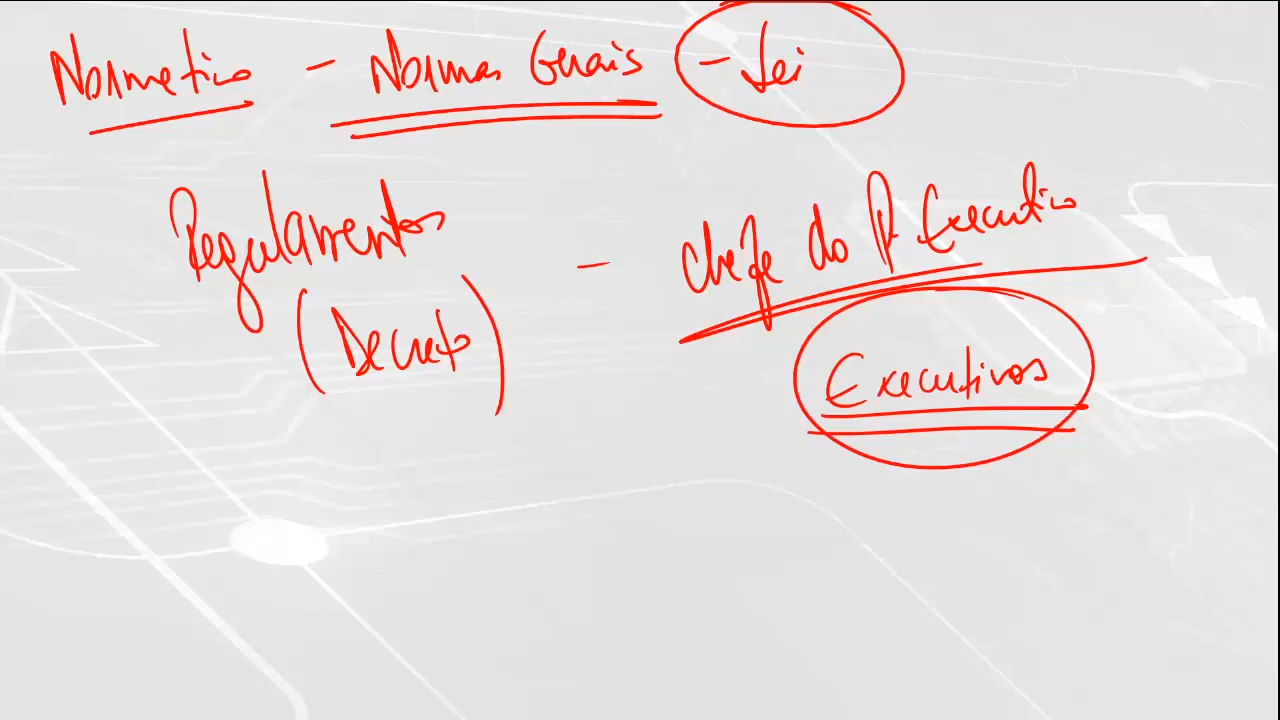 Normativo - Normas Gerais - Lei
Regulamentos - Chefe do P. Executivo
(Decreto) Executivos